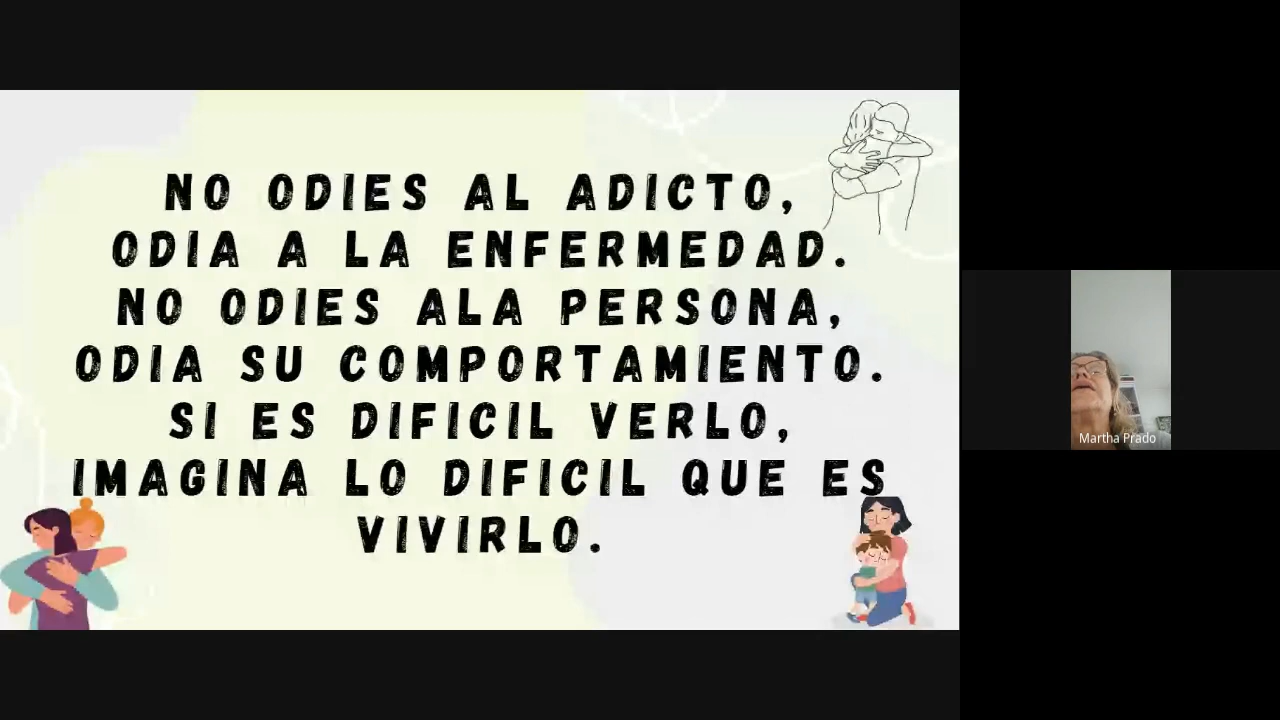 NO ODIES AL ADICTO,
ODIA A LA ENFERMEDAD.
NO ODIES ALA PERSONA,
ODIA SU COMPORTAMIENTO.
SI ES DIFICIL VERLO,
IMAGINA LO DIFICIL QUE ES
VIVIRLO.
Martha Prado